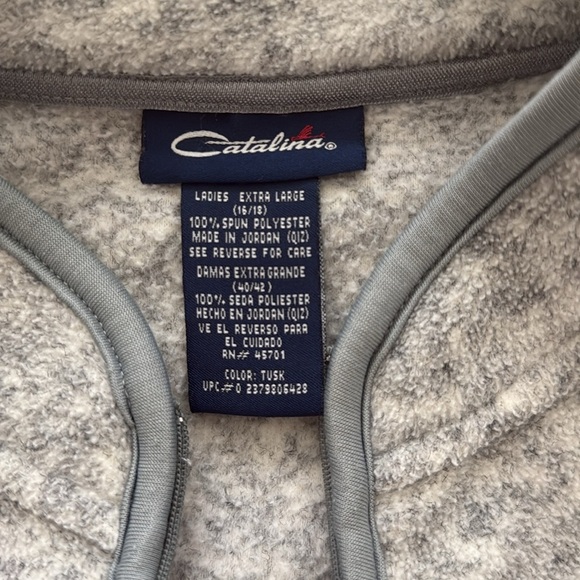 Catalina®
LADIES EXTRA LARGE
(16/18)
100% SPUN POLYESTER
MADE IN JORDAN (QIZ)
SEE REVERSE FOR CARE
DAMAS EXTRA GRANDE
(40/42)
100% SEDA POLIESTER
HECHO EN JORDAN (QIZ)
VE EL REVERSO PARA
EL CUIDADO
RN# 45701
COLOR: TUSK
UPC#0 2379806428